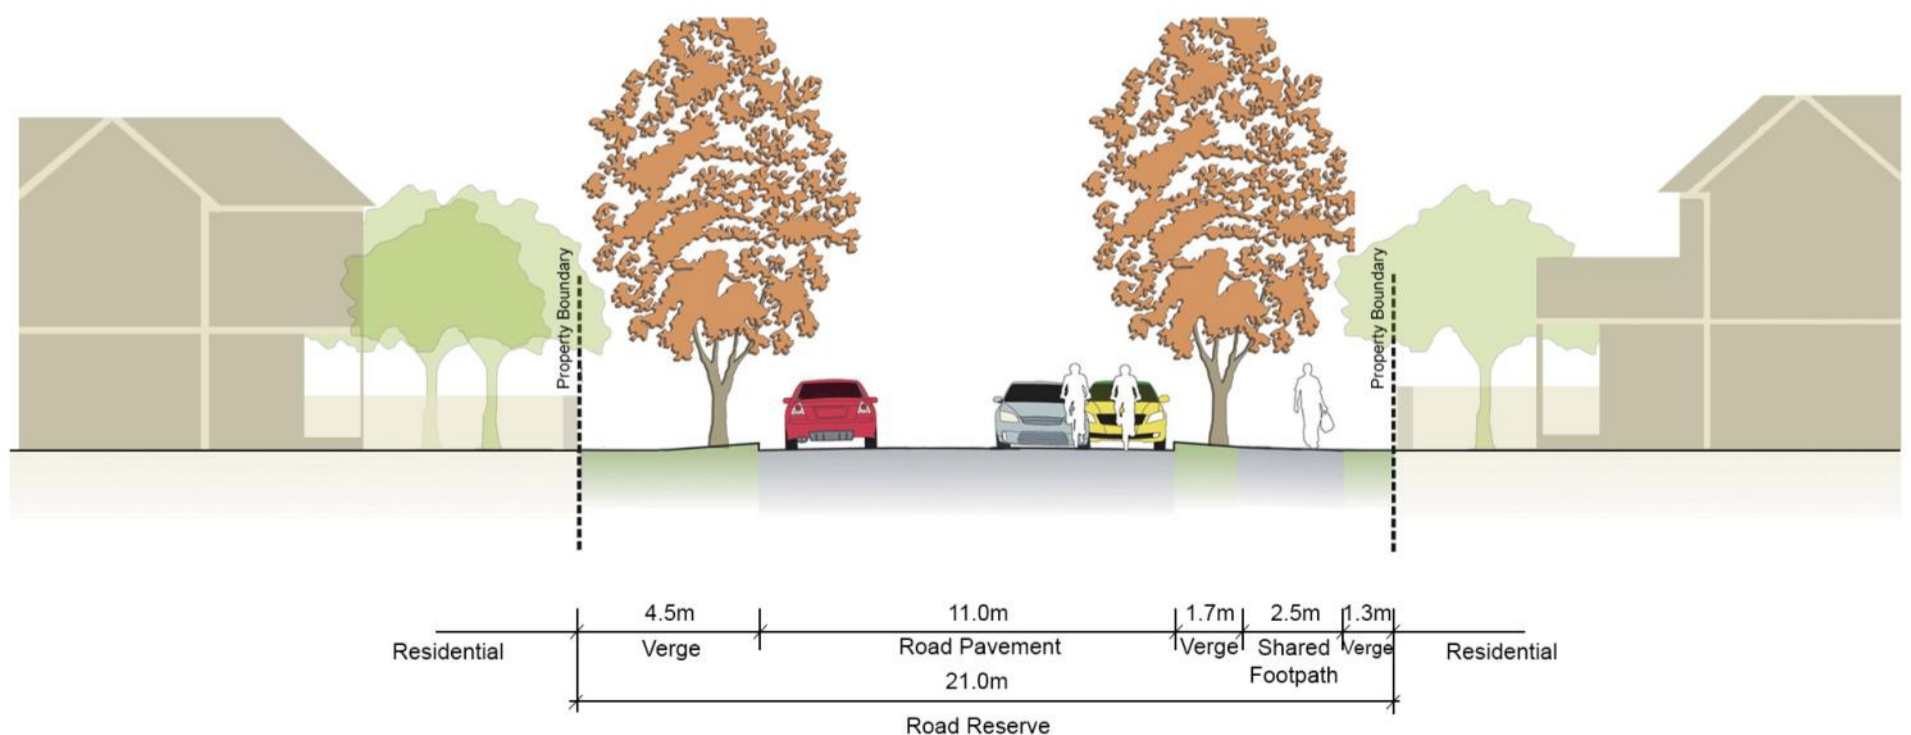 Property Boundary
Property Boundary
4.5m
11.0m
1.7m
2.5m
1.3m
Residential
Verge
Road Pavement
Verge
Shared
Footpath
Verge
Residential
21.0m
Road Reserve